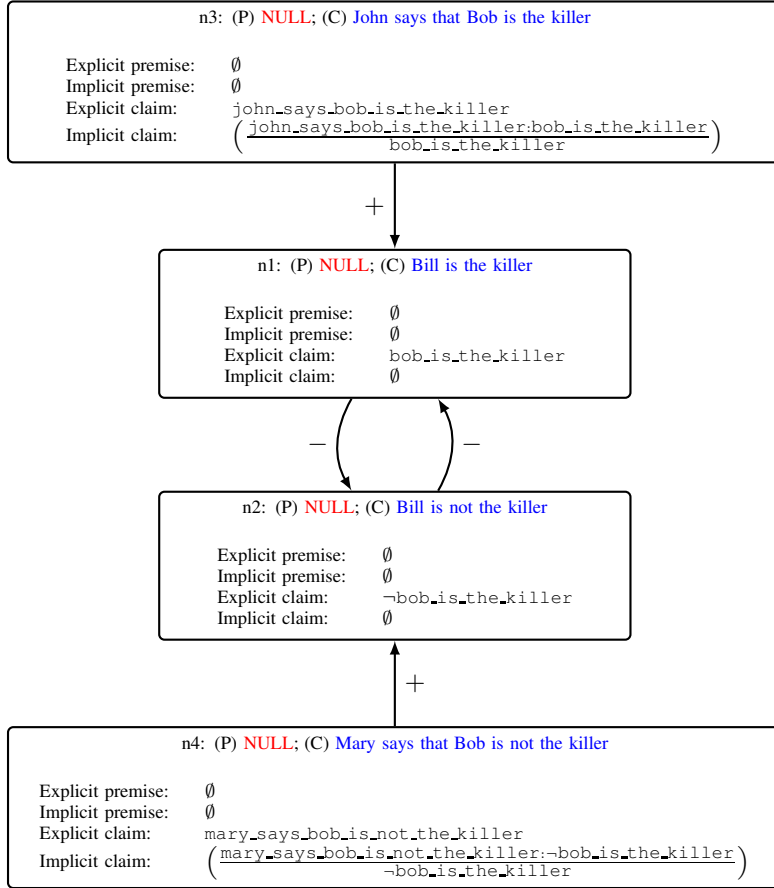 n3: (P) NULL; (C) John says that Bob is the killer
Explicit premise: ∅
Implicit premise: ∅
Explicit claim: john_says_bob_is_the_killer
Implicit claim: (john_says_bob_is_the_killer:bob_is_the_killer
bob_is_the_killer)
+
n1: (P) NULL; (C) Bill is the killer
Explicit premise: ∅
Implicit premise: ∅
Explicit claim: bob_is_the_killer
Implicit claim: ∅
− −
n2: (P) NULL; (C) Bill is not the killer
Explicit premise: ∅
Implicit premise: ∅
Explicit claim: ¬bob_is_the_killer
Implicit claim: ∅
+
n4: (P) NULL; (C) Mary says that Bob is not the killer
Explicit premise: ∅
Implicit premise: ∅
Explicit claim: mary_says_bob_is_not_the_killer
Implicit claim: (mary_says_bob_is_not_the_killer:¬bob_is_the_killer
¬bob_is_the_killer)